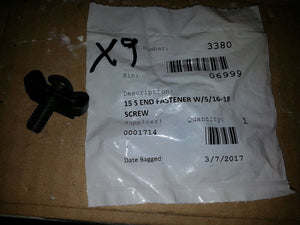 X9
Number: 3380
Bin: 06999
Description:
15 S END FASTENER W/5/16-18
SCREW
Supplier: Quantity:
0001714 1
Date Bagged: 3/7/2017